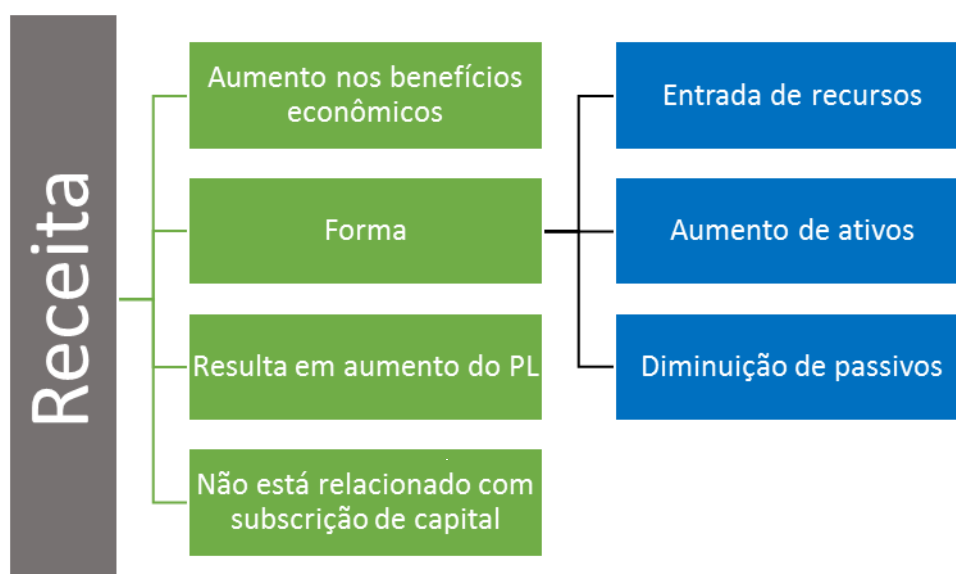 Receita
Aumento nos benefícios
econômicos
Forma
Resulta em aumento do PL
Não está relacionado com
subscrição de capital
Entrada de recursos
Aumento de ativos
Diminuição de passivos